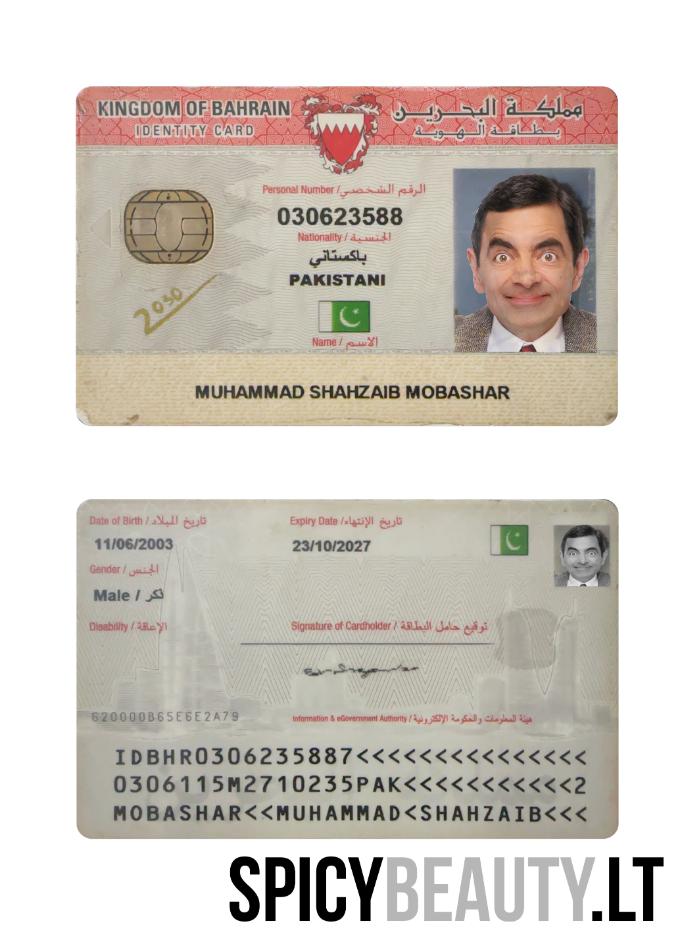 KINGDOM OF BAHRAIN
IDENTITY CARD
مملكة البحرين
بطاقة الهوية
Personal Number / الرقم الشخصي
030623588
Nationality / الجنسية
باكستاني
PAKISTANI
2030
Name / الاسم
MUHAMMAD SHAHZAIB MOBASHAR
Date of Birth / تاريخ الميلاد
Expiry Date / تاريخ الإنتهاء
11/06/2003
23/10/2027
Gender / الجنس
Male / ذكر
Disability / الإعاقة
Signature of Cardholder / توقيع حامل البطاقة
620000B65E6E2A79
Information & eGovernment Authority / هيئة المعلومات والحكومة الإلكترونية
IDBHR0306235887<<<<<<<<<<<<<<<
0306115M2710235PAK<<<<<<<<<<<2
MOBASHAR<<MUHAMMAD<SHAHZAIB<<<
SPICYBEAUTY.LT